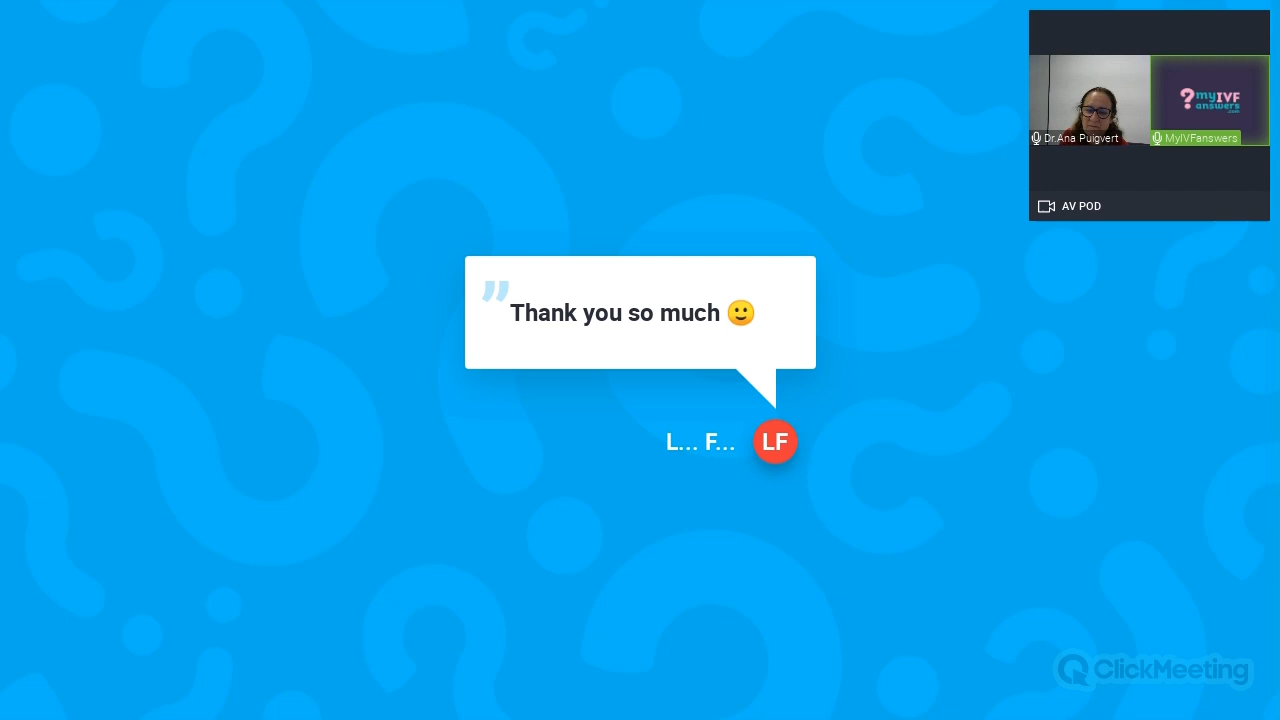 ?myIVF
answers
.com
Dr.Ana Puigvert
MyIVFanswers
AV POD
”
Thank you so much 🙂
L... F...
LF
ClickMeeting